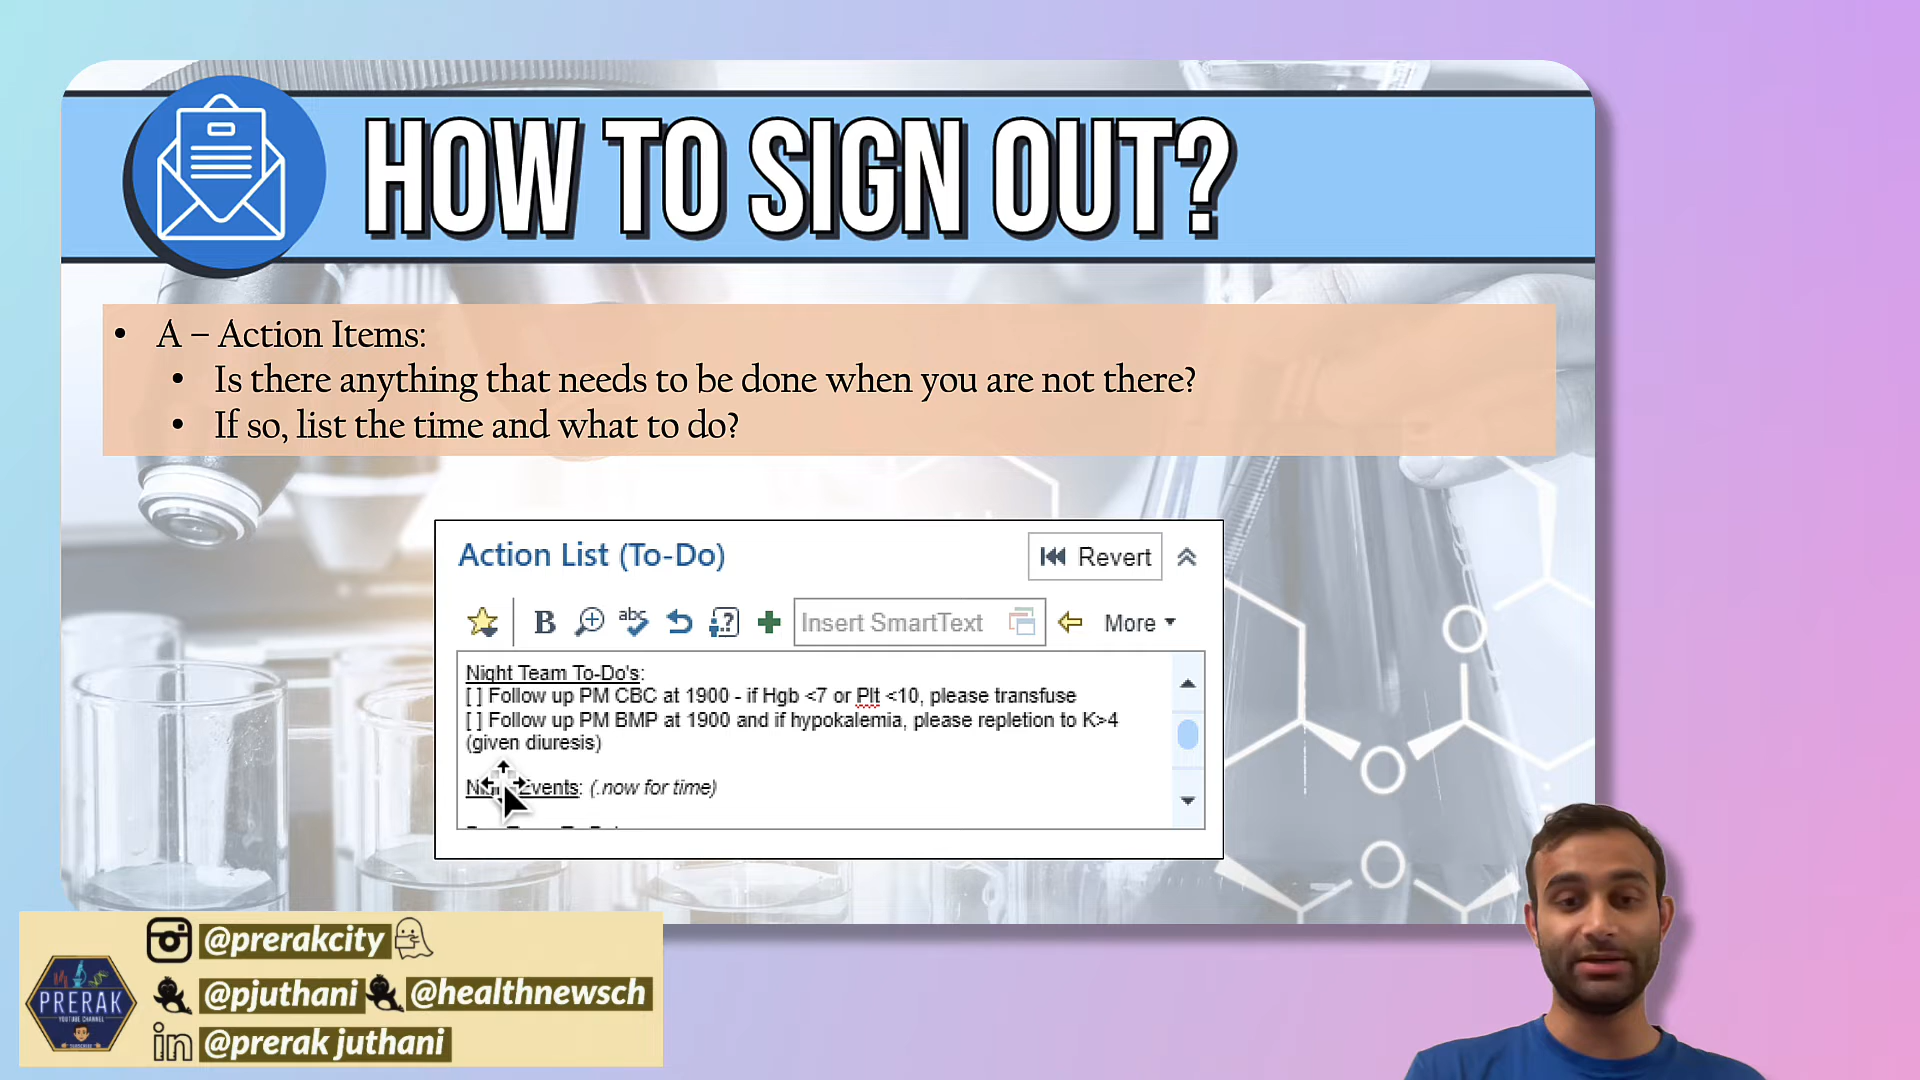 HOW TO SIGN OUT?
• A – Action Items:
• Is there anything that needs to be done when you are not there?
• If so, list the time and what to do?
Action List (To-Do)
Revert
B
abc
Insert SmartText
More
Night Team To-Do's:
[ ] Follow up PM CBC at 1900 - if Hgb <7 or Plt <10, please transfuse
[ ] Follow up PM BMP at 1900 and if hypokalemia, please repletion to K>4
(given diuresis)
Events: (.now for time)
@prerakcity
@pjuthani @healthnewsch
in @prerak juthani
PRERAK
YOUTUBE CHANNEL